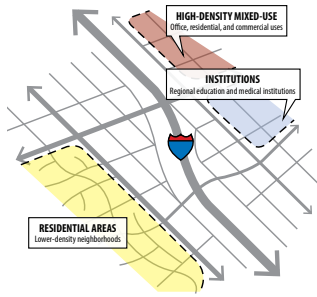 HIGH-DENSITY MIXED-USE
Office, residential, and commercial uses
INSTITUTIONS
Regional education and medical institutions
RESIDENTIAL AREAS
Lower-density neighborhoods